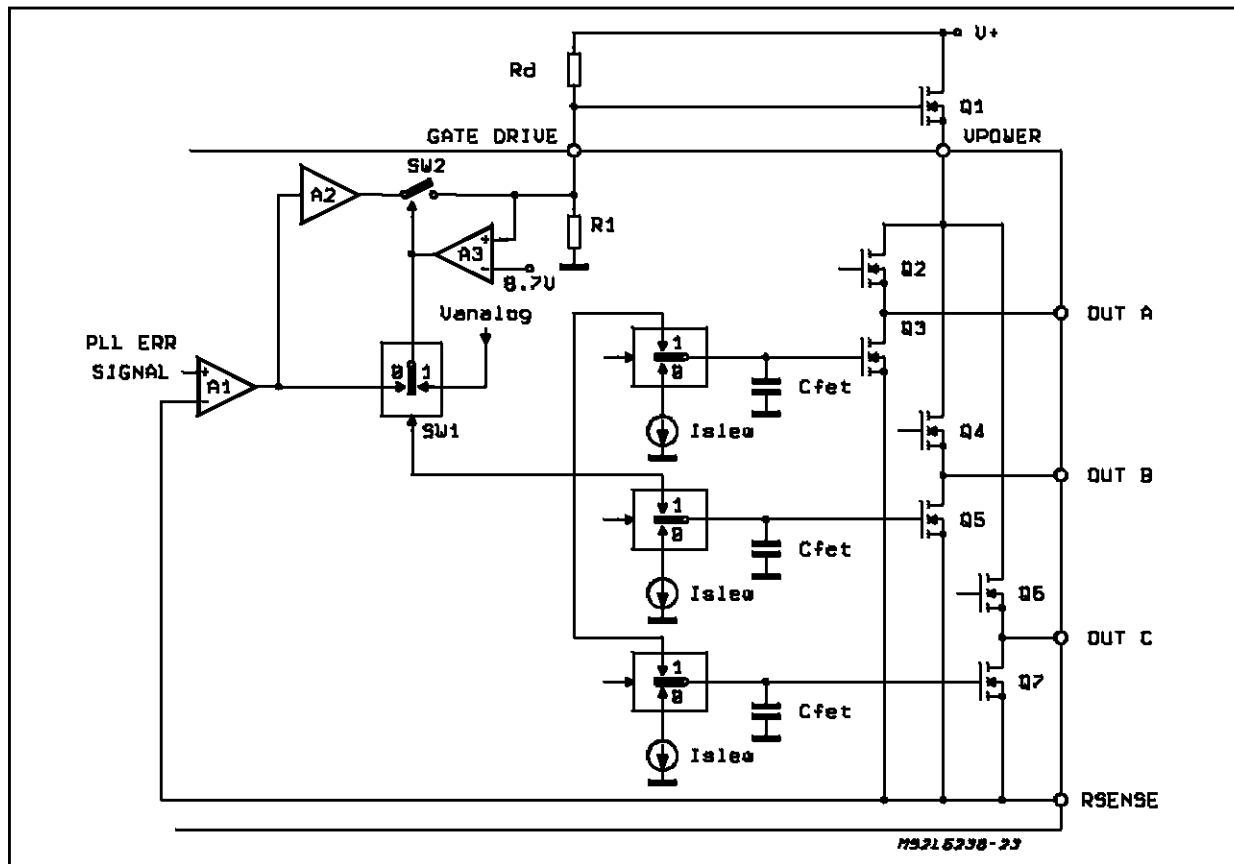 V+
Rd
Q1
GATE DRIVE
VPOWER
SW2
A2
R1
A3
+
-
8.7V
Q2
Vanalog
OUT A
PLL ERR
SIGNAL
Q3
0 1
1
0
+
-
A1
Cfet
SW1
Islew
Q4
OUT B
1
0
Q5
Cfet
Islew
Q6
OUT C
1
0
Q7
Cfet
Islew
RSENSE
M92L6238-23